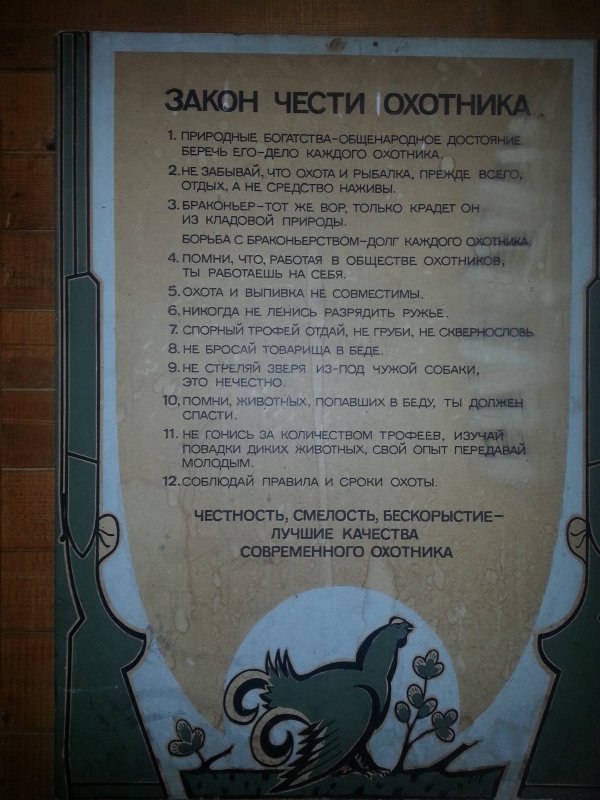 ЗАКОН ЧЕСТИ ОХОТНИКА
1. ПРИРОДНЫЕ БОГАТСТВА-ОБЩЕНАРОДНОЕ ДОСТОЯНИЕ.
БЕРЕЧЬ ЕГО-ДЕЛО КАЖДОГО ОХОТНИКА.
2. НЕ ЗАБЫВАЙ, ЧТО ОХОТА И РЫБАЛКА, ПРЕЖДЕ ВСЕГО,
ОТДЫХ, А НЕ СРЕДСТВО НАЖИВЫ.
3. БРАКОНЬЕР-ТОТ ЖЕ ВОР, ТОЛЬКО КРАДЕТ ОН
ИЗ КЛАДОВОЙ ПРИРОДЫ.
БОРЬБА С БРАКОНЬЕРСТВОМ-ДОЛГ КАЖДОГО ОХОТНИКА.
4. ПОМНИ, ЧТО, РАБОТАЯ В ОБЩЕСТВЕ ОХОТНИКОВ,
ТЫ РАБОТАЕШЬ НА СЕБЯ.
5. ОХОТА И ВЫПИВКА НЕ СОВМЕСТИМЫ.
6. НИКОГДА НЕ ЛЕНИСЬ РАЗРЯДИТЬ РУЖЬЕ.
7. СПОРНЫЙ ТРОФЕЙ ОТДАЙ, НЕ ГРУБИ, НЕ СКВЕРНОСЛОВЬ.
8. НЕ БРОСАЙ ТОВАРИЩА В БЕДЕ.
9. НЕ СТРЕЛЯЙ ЗВЕРЯ ИЗ-ПОД ЧУЖОЙ СОБАКИ,
ЭТО НЕЧЕСТНО.
10. ПОМНИ, ЖИВОТНЫХ, ПОПАВШИХ В БЕДУ, ТЫ ДОЛЖЕН
СПАСТИ.
11. НЕ ГОНИСЬ ЗА КОЛИЧЕСТВОМ ТРОФЕЕВ, ИЗУЧАЙ
ПОВАДКИ ДИКИХ ЖИВОТНЫХ, СВОЙ ОПЫТ ПЕРЕДАВАЙ
МОЛОДЫМ.
12. СОБЛЮДАЙ ПРАВИЛА И СРОКИ ОХОТЫ.
ЧЕСТНОСТЬ, СМЕЛОСТЬ, БЕСКОРЫСТИЕ-
ЛУЧШИЕ КАЧЕСТВА
СОВРЕМЕННОГО ОХОТНИКА